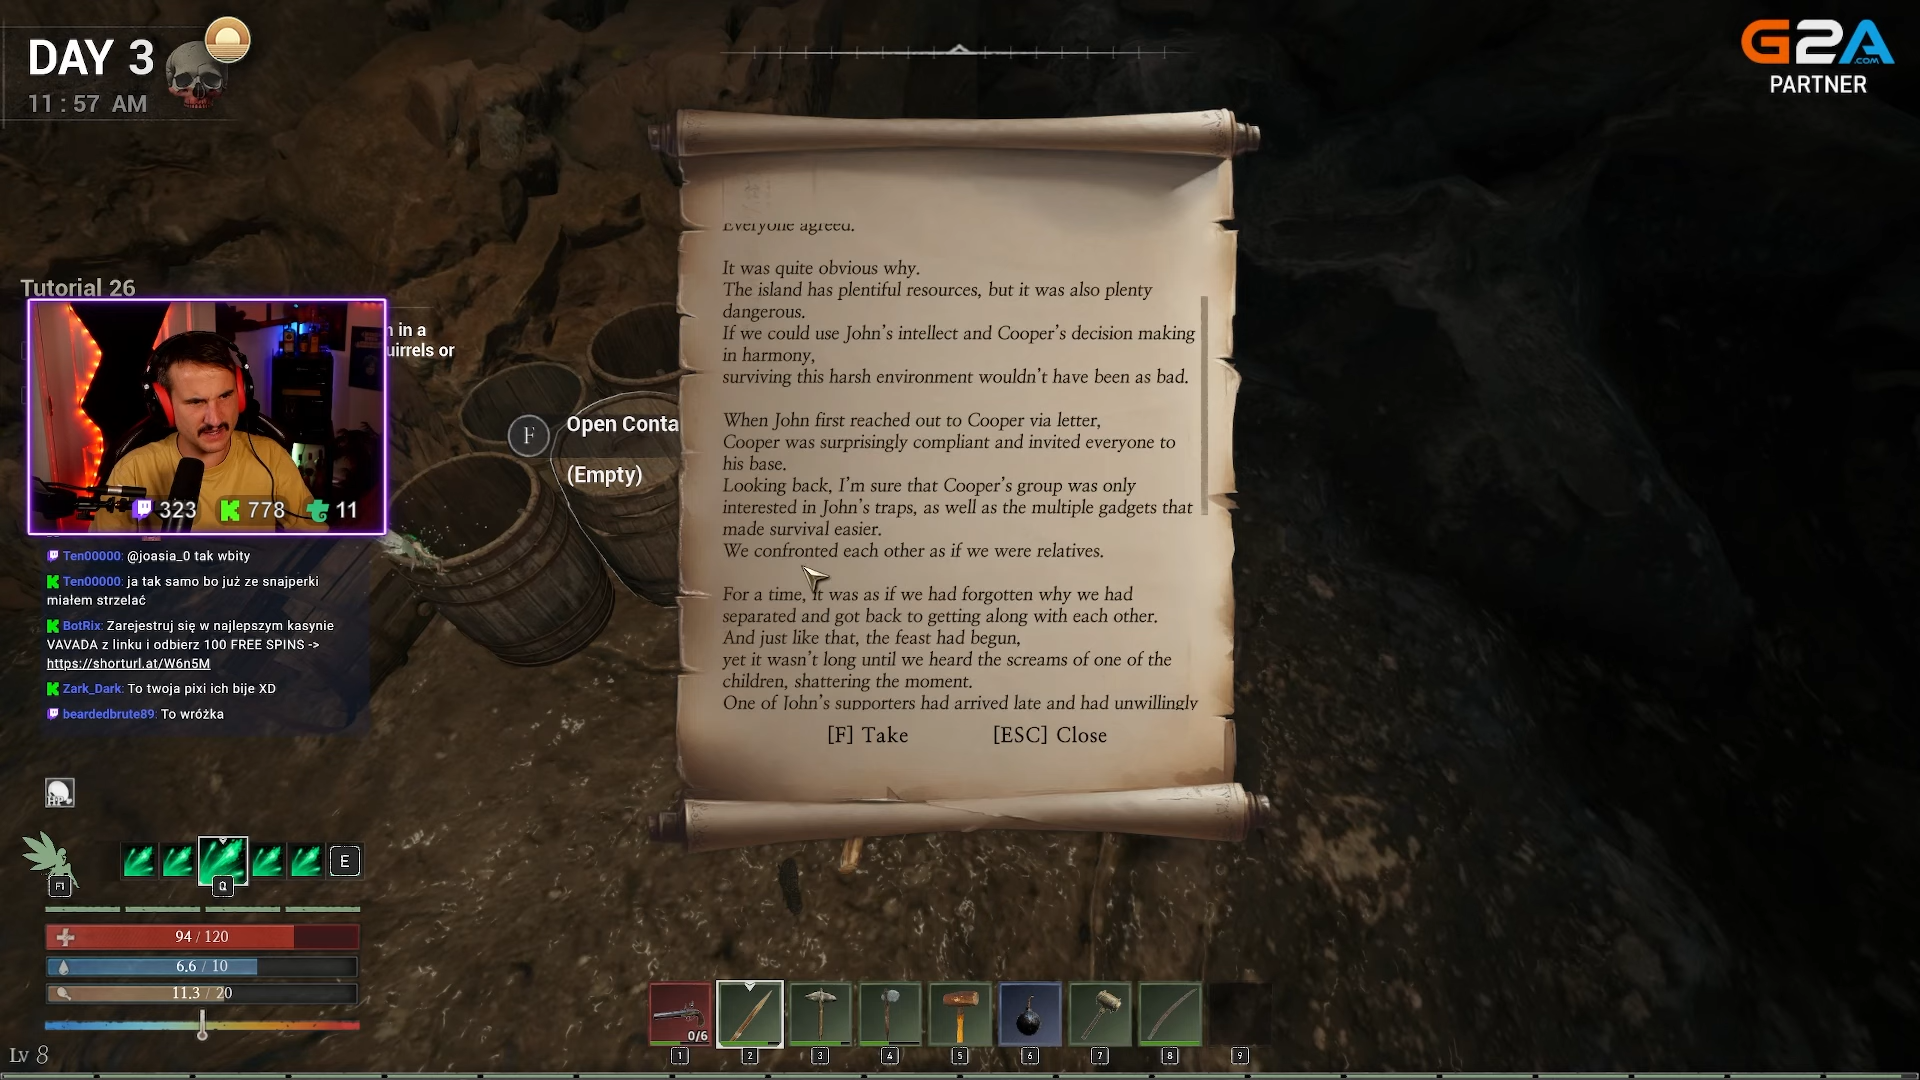 DAY 3
11 : 57 AM
G2A
.COM
PARTNER
Tutorial 26
in a
uirrels or
323
778
11
Ten00000: @joasia_0 tak wbity
Ten00000: ja tak samo bo już ze snajperki
miałem strzelać
BotRix: Zarejestruj się w najlepszym kasynie
VAVADA z linku i odbierz 100 FREE SPINS ->
https://shorturl.at/W6n5M
Zark_Dark: To twoja pixi ich bije XD
beardedbrute89: To wróżka
F
Open Conta
(Empty)
Everyone agreed.
It was quite obvious why.
The island has plentiful resources, but it was also plenty
dangerous.
If we could use John's intellect and Cooper's decision making
in harmony,
surviving this harsh environment wouldn't have been as bad.
When John first reached out to Cooper via letter,
Cooper was surprisingly compliant and invited everyone to
his base.
Looking back, I'm sure that Cooper's group was only
interested in John's traps, as well as the multiple gadgets that
made survival easier.
We confronted each other as if we were relatives.
For a time, it was as if we had forgotten why we had
separated and got back to getting along with each other.
And just like that, the feast had begun,
yet it wasn't long until we heard the screams of one of the
children, shattering the moment.
One of John's supporters had arrived late and had unwillingly
[F] Take
[ESC] Close
HP
F1
Q
E
94 / 120
6.6 / 10
11.3 / 20
Lv 8
0/6
1
2
3
4
5
6
7
8
9